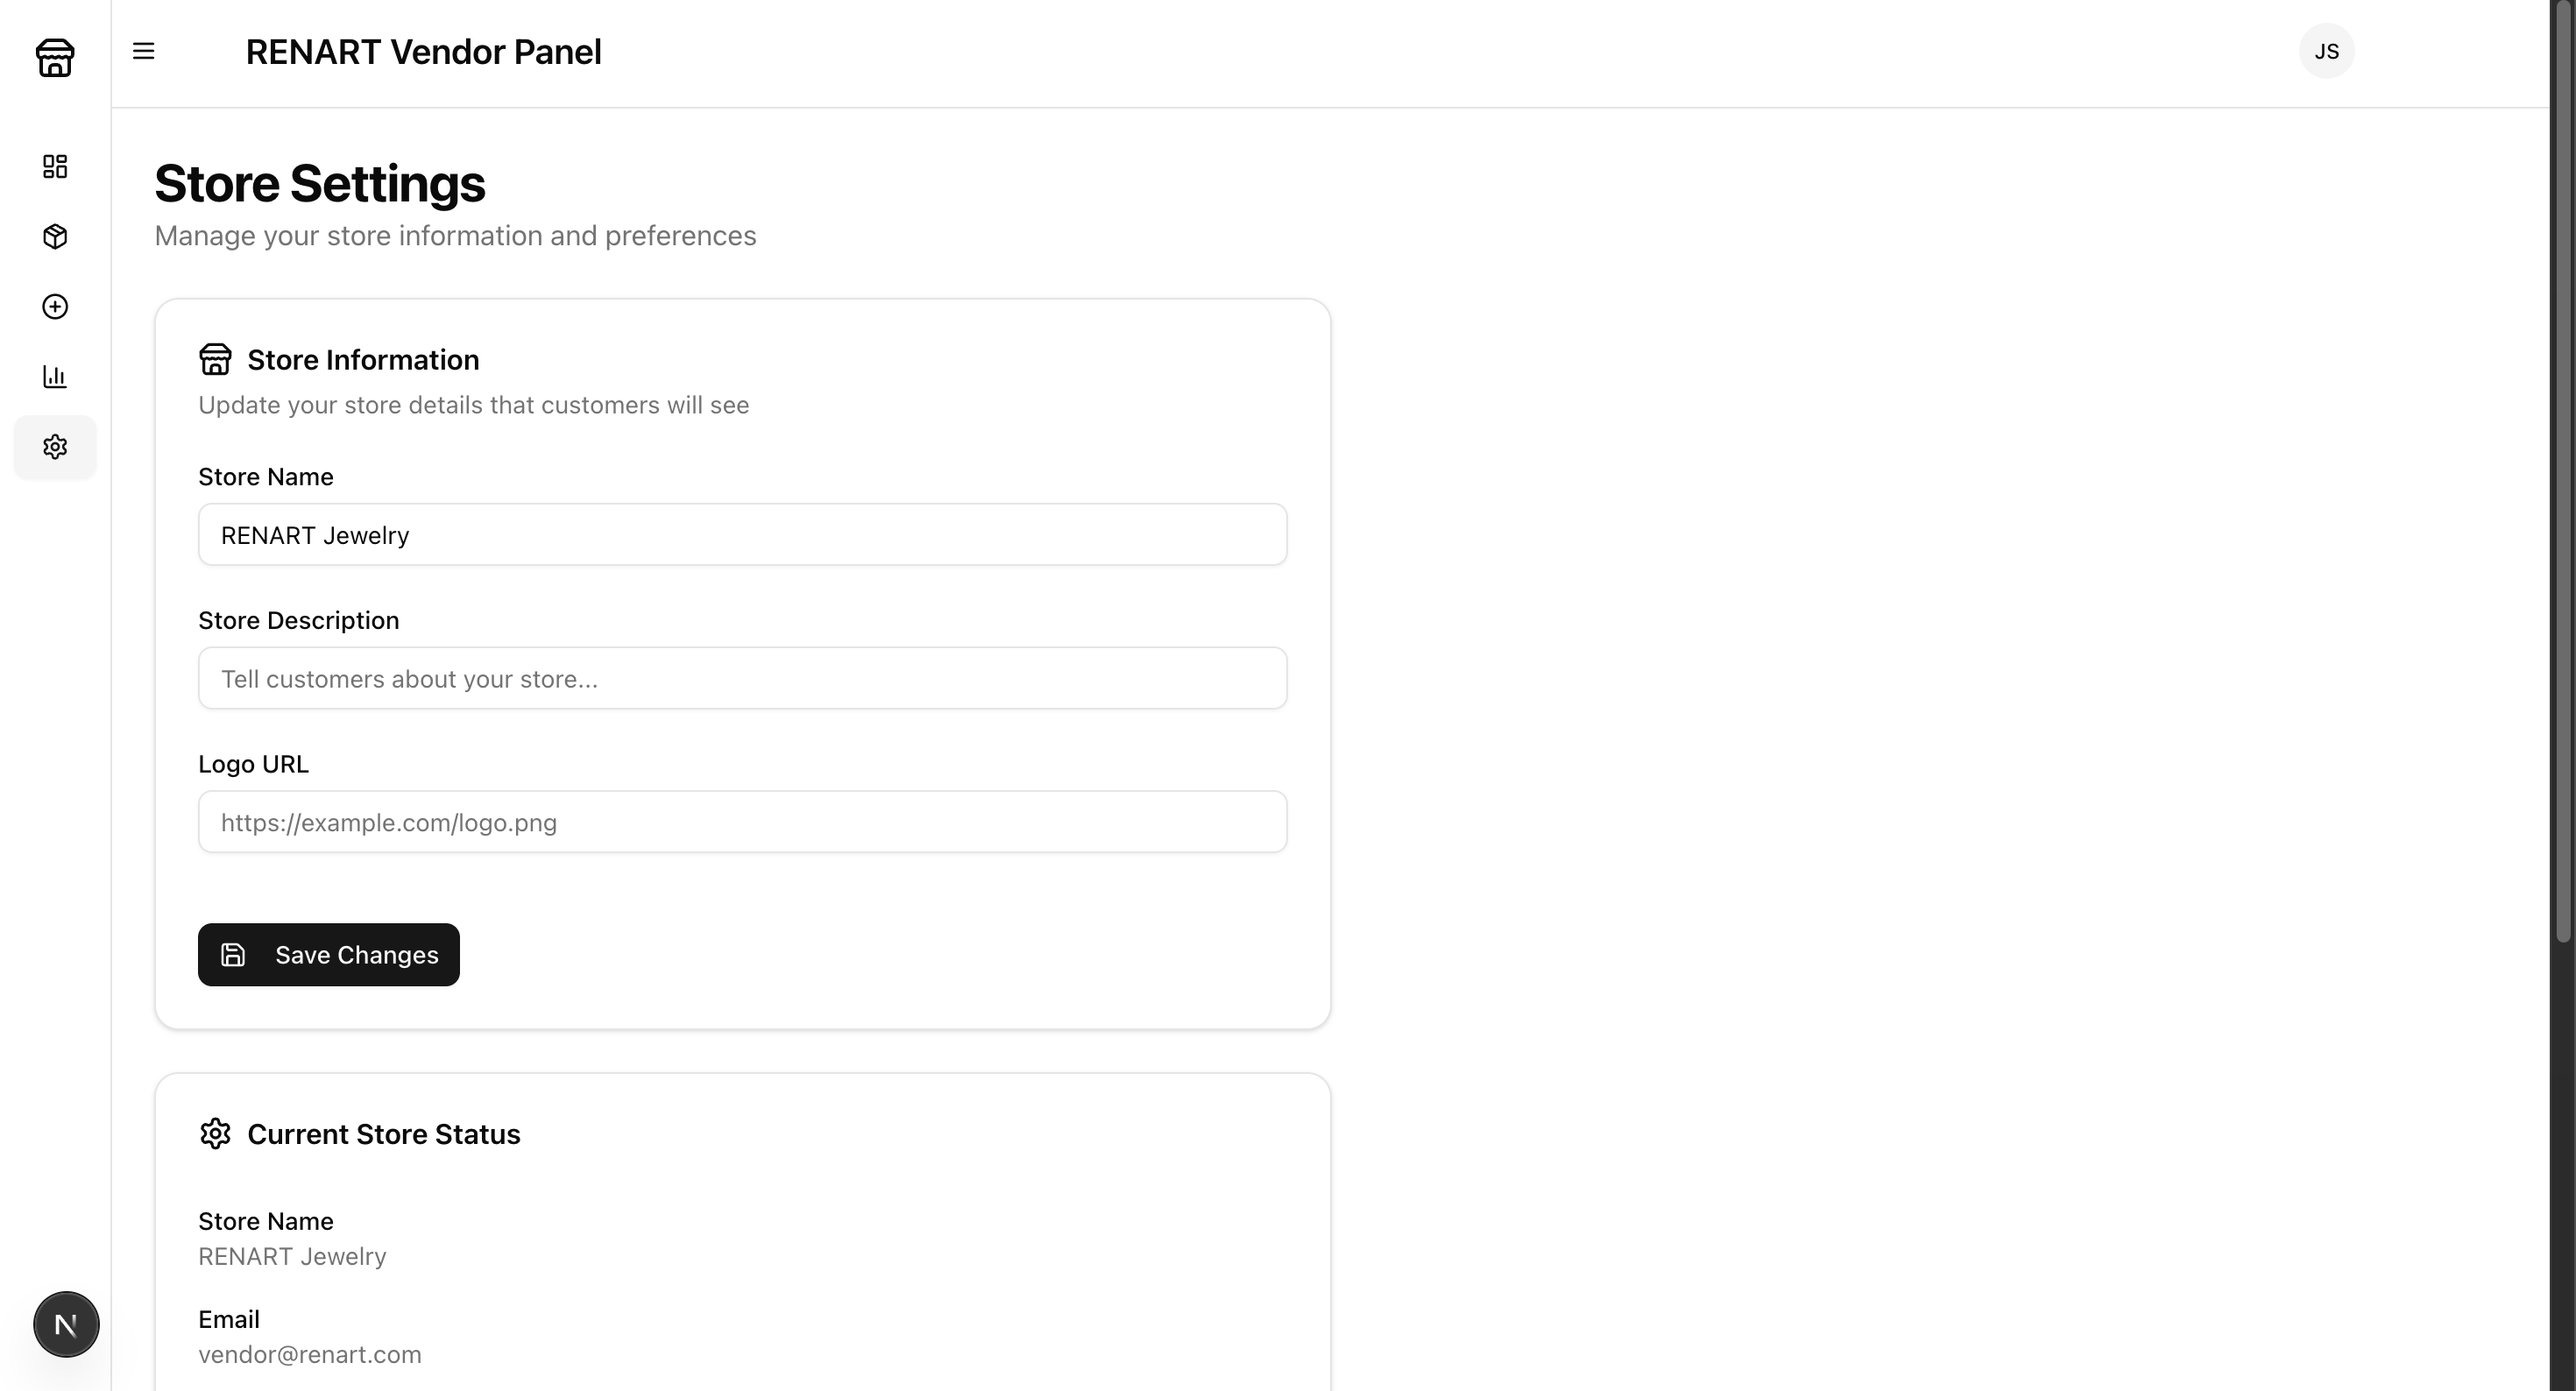 RENART Vendor Panel
JS
Store Settings
Manage your store information and preferences
Store Information
Update your store details that customers will see
Store Name
RENART Jewelry
Store Description
Tell customers about your store...
Logo URL
https://example.com/logo.png
Save Changes
Current Store Status
Store Name
RENART Jewelry
Email
vendor@renart.com
N